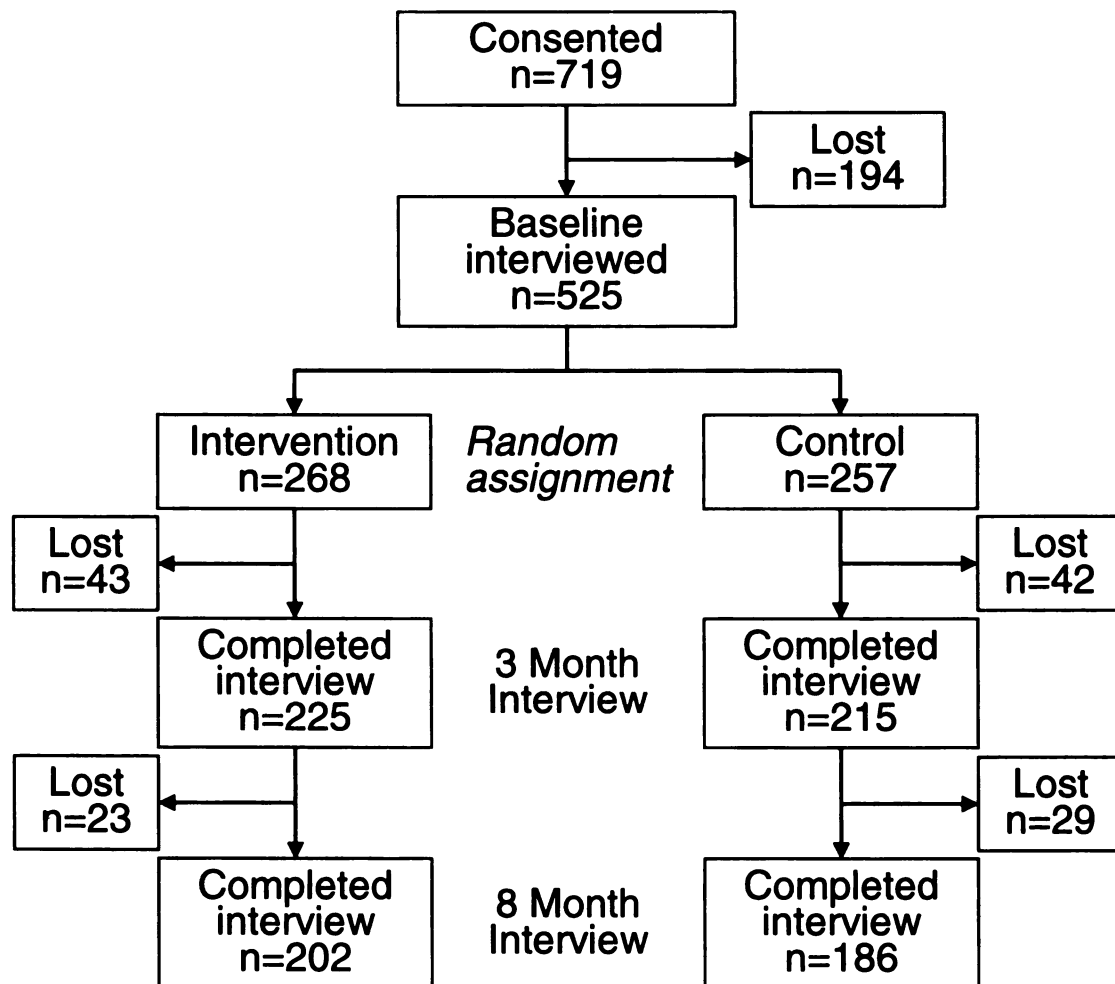 Consented
n=719
Lost
n=194
Baseline
interviewed
n=525
Intervention
n=268
Random
assignment
Control
n=257
Lost
n=43
Lost
n=42
Completed
interview
n=225
3 Month
Interview
Completed
interview
n=215
Lost
n=23
Lost
n=29
Completed
interview
n=202
8 Month
Interview
Completed
interview
n=186